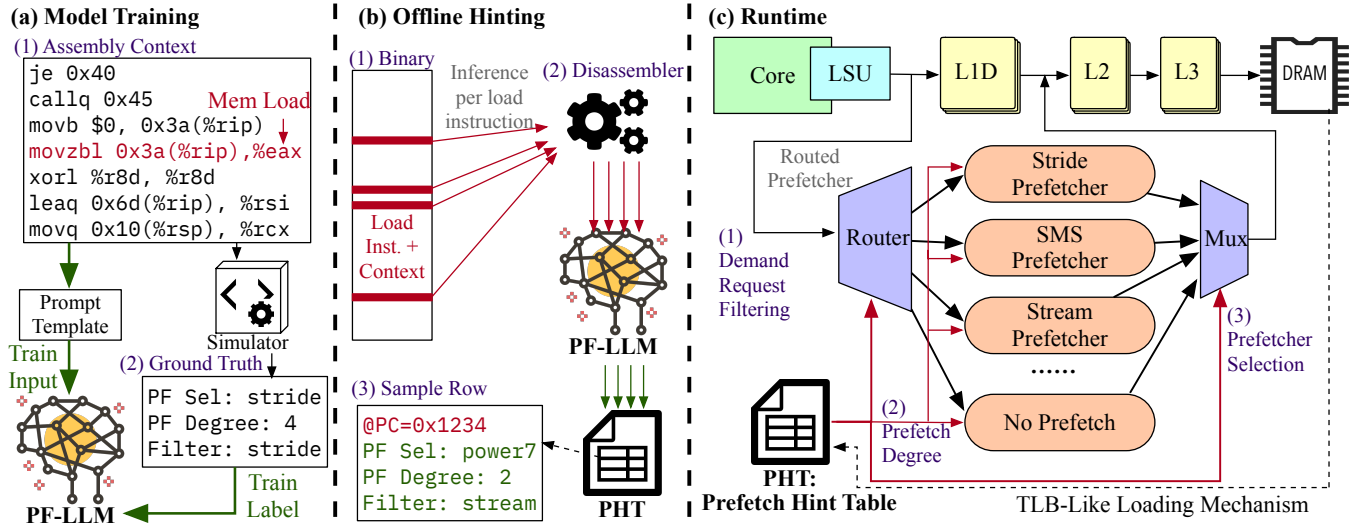 (a) Model Training
(1) Assembly Context
je 0x40
callq 0x45
Mem Load
movb $0, 0x3a(%rip)
movzbl 0x3a(%rip),%eax
xorl %r8d, %r8d
leaq 0x6d(%rip), %rsi
movq 0x10(%rsp), %rcx
Prompt
Template
Simulator
Train
Input
(2) Ground Truth
PF Sel: stride
PF Degree: 4
Filter: stride
Train
Label
PF-LLM
(b) Offline Hinting
(1) Binary
Inference
per load
instruction
(2) Disassembler
Load
Inst. +
Context
PF-LLM
(3) Sample Row
@PC=0x1234
PF Sel: power7
PF Degree: 2
Filter: stream
PHT
(c) Runtime
Core
LSU
L1D
L2
L3
DRAM
Routed
Prefetcher
(1)
Demand
Request
Filtering
Router
Stride
Prefetcher
SMS
Prefetcher
Stream
Prefetcher
......
No Prefetch
Mux
(3)
Prefetcher
Selection
(2)
Prefetch
Degree
PHT:
Prefetch Hint Table
TLB-Like Loading Mechanism